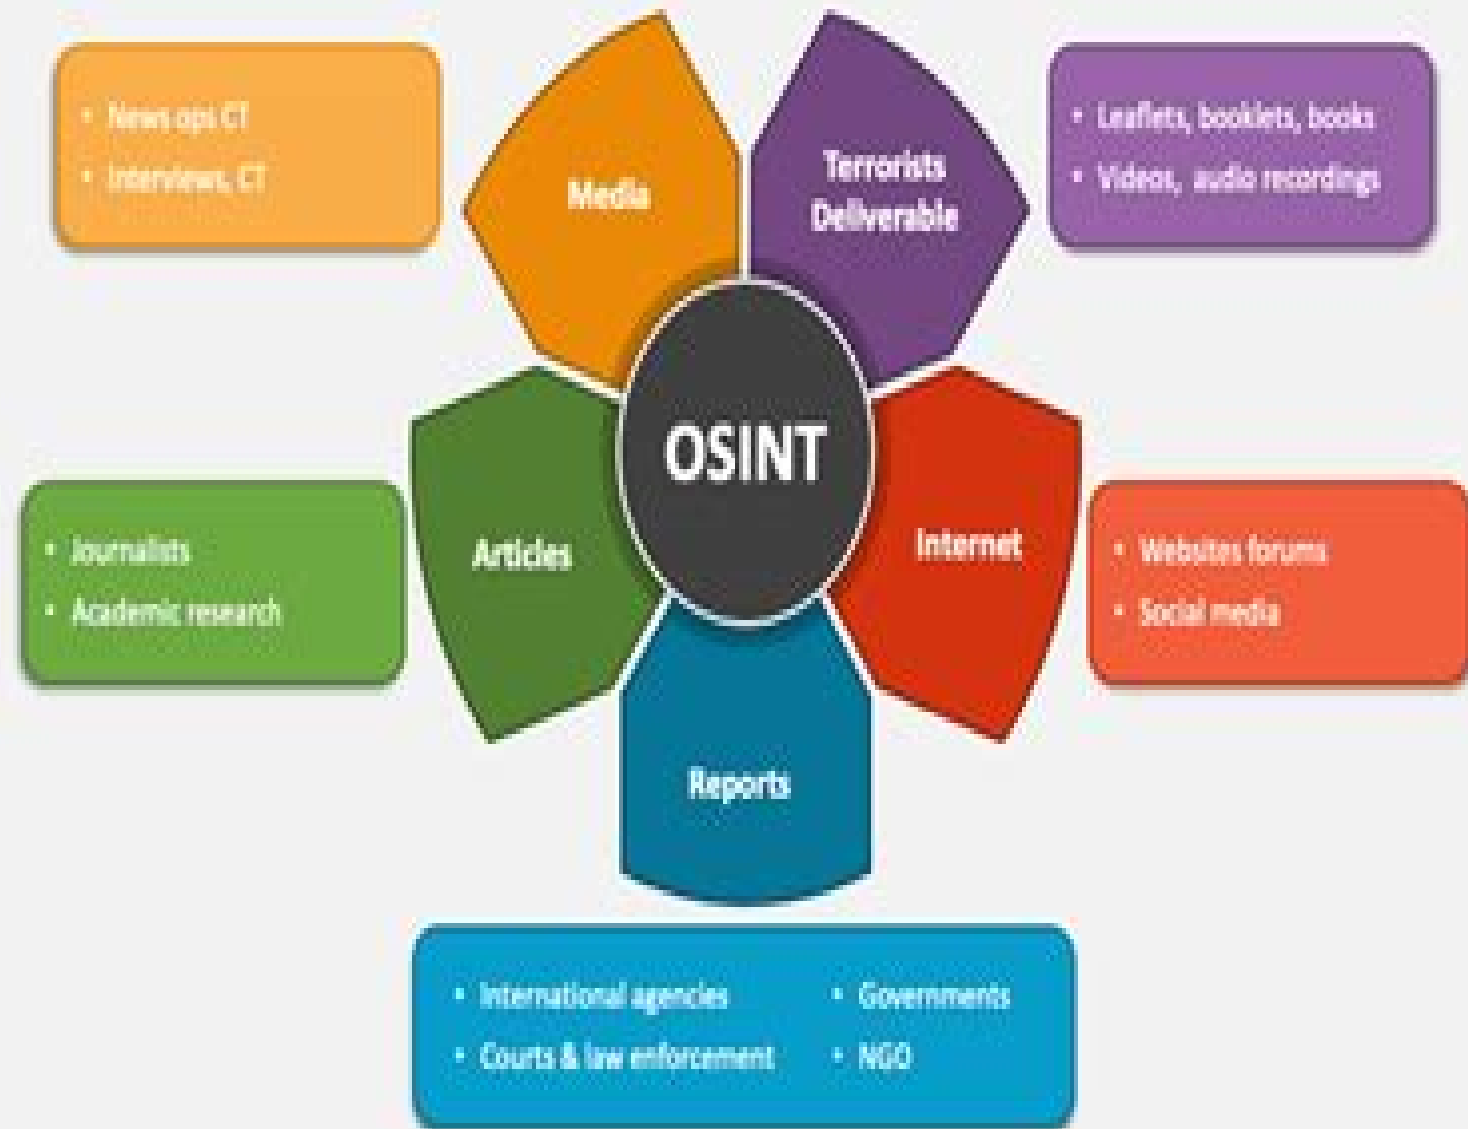 • News ops CT
• Interviews, CT
Media
Terrorists
Deliverable
• Leaflets, booklets, books
• Videos, audio recordings
OSINT
• Journalists
• Academic research
Articles
Internet
• Websites forums
• Social media
Reports
• International agencies
• Courts & law enforcement
• Governments
• NGO